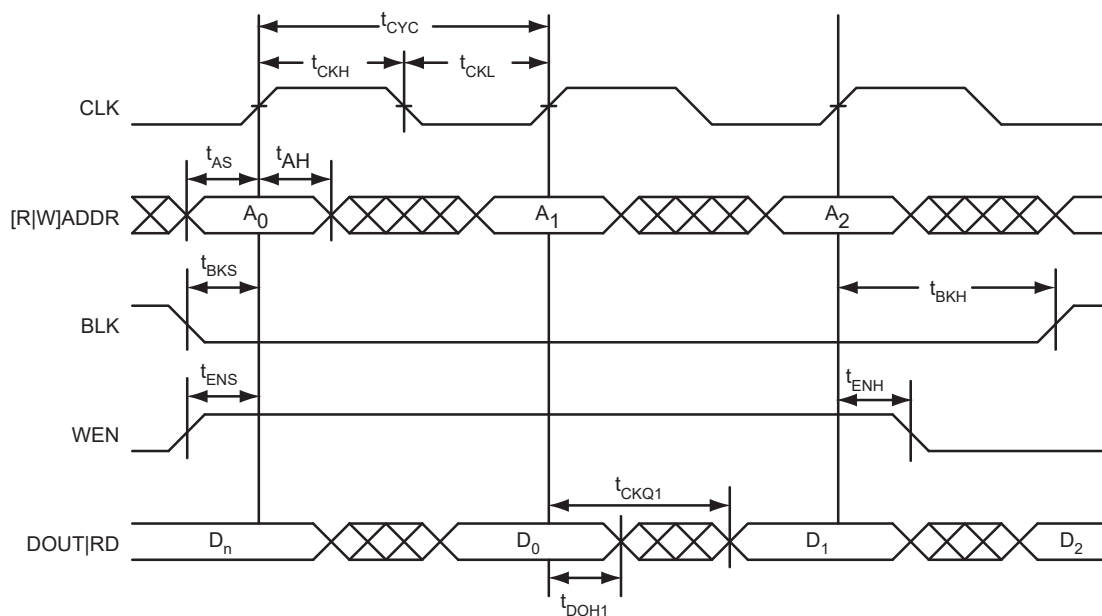 tCYC
tCKH tCKL
CLK
tAS tAH
[R|W]ADDR A0 A1 A2
tBKS tBKH
BLK
tENS tENH
WEN
tCKQ1
DOUT|RD Dn D0 D1 D2
tDOH1